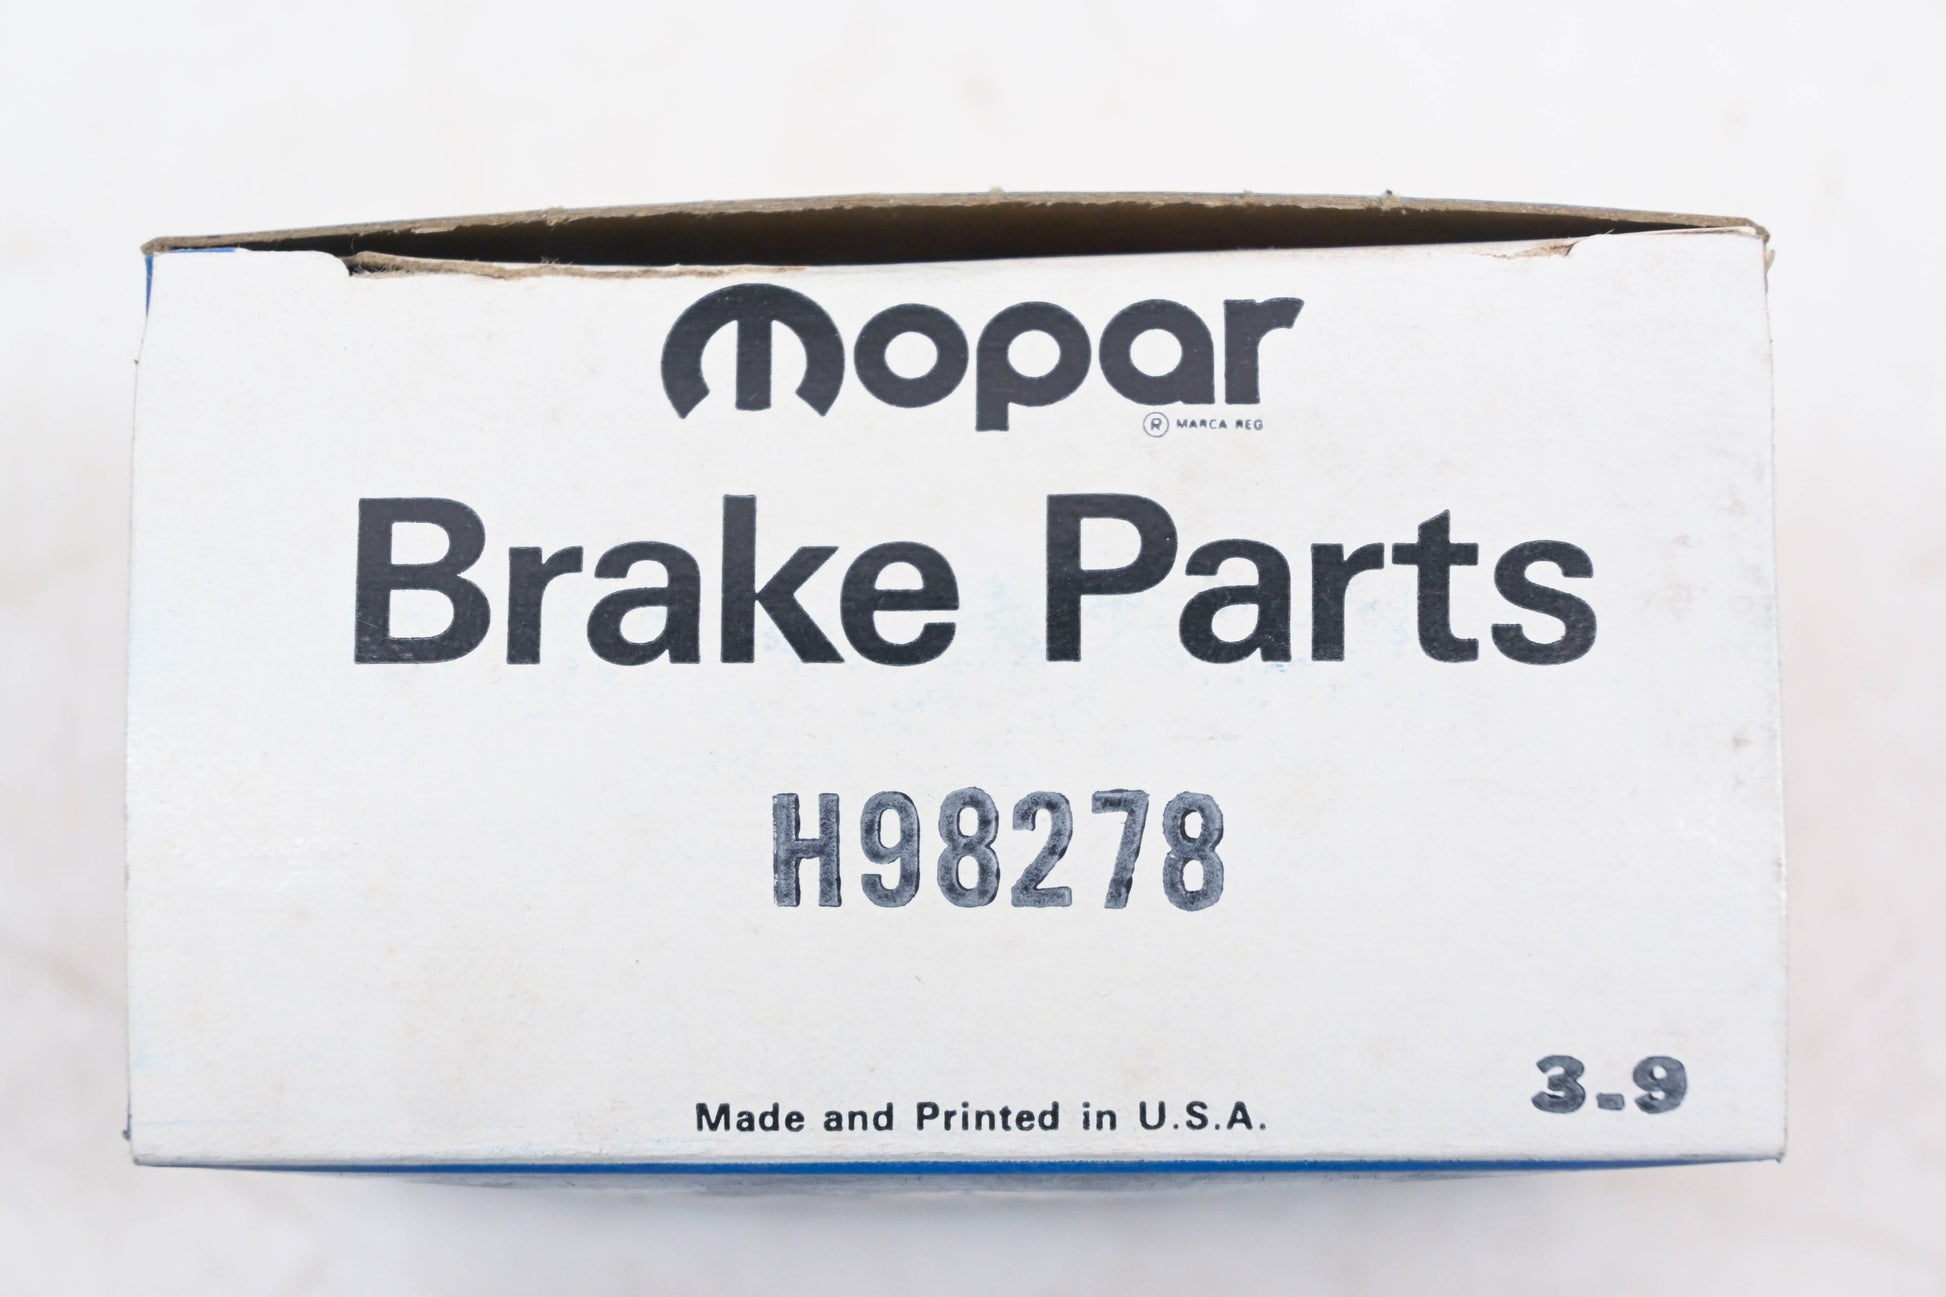 mopar
® MARCA REG
Brake Parts
H98278
3-9
Made and Printed in U.S.A.